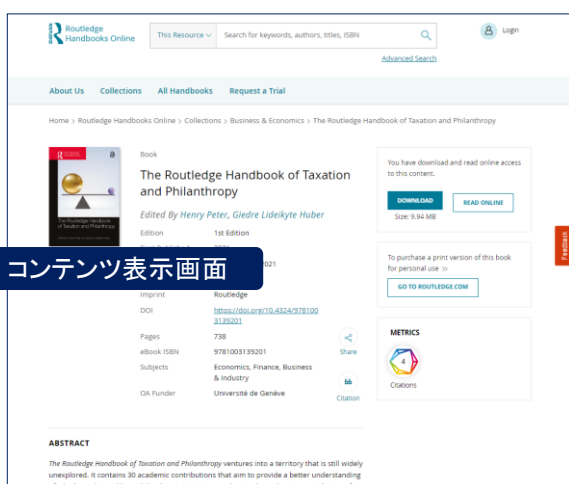 Routledge
Handbooks Online
This Resource
Search for keywords, authors, titles, ISBN
Login
Advanced Search
About Us Collections All Handbooks Request a Trial
Home > Routledge Handbooks Online > Collections > Business & Economics > The Routledge Handbook of Taxation and Philanthropy
Book
The Routledge Handbook of Taxation
and Philanthropy
Edited By Henry Peter, Giedre Lideikyte Huber
Edition 1st Edition
2021
コンテンツ表示画面
Imprint Routledge
DOI https://doi.org/10.4324/978100
3139201
Pages 738
eBook ISBN 9781003139201
Subjects Economics, Finance, Business
& Industry
OA Funder Université de Genève
Share
Citation
You have download and read online access
to this content.
DOWNLOAD READ ONLINE
Size: 9.94 MB
To purchase a print version of this book
for personal use >>
GO TO ROUTLEDGE.COM
METRICS
4
Citations
Feedback
ABSTRACT
The Routledge Handbook of Taxation and Philanthropy ventures into a territory that is still widely
unexplored. It contains 30 academic contributions that aim to provide a better understanding